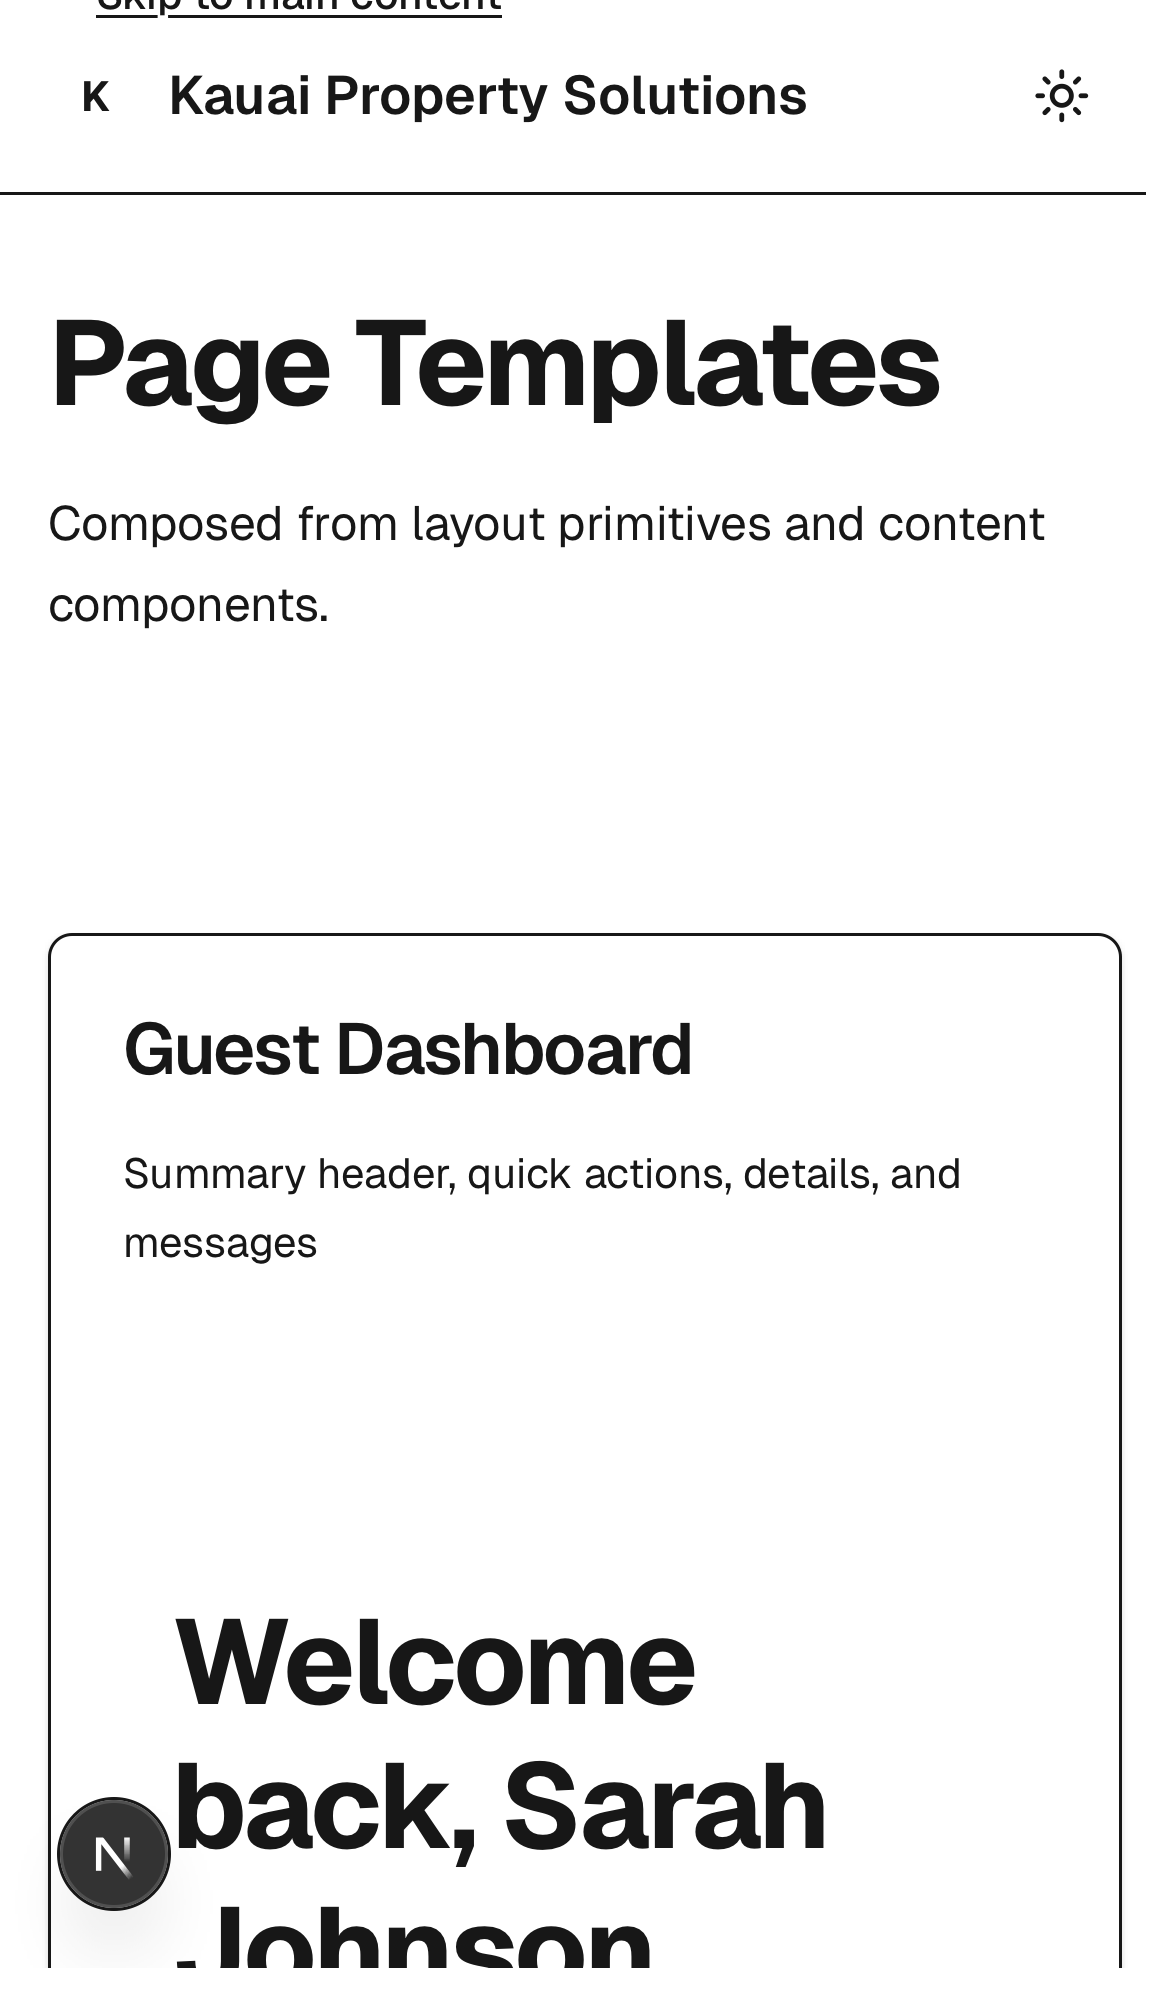 Skip to main content
K Kauai Property Solutions
Page Templates
Composed from layout primitives and content
components.
Guest Dashboard
Summary header, quick actions, details, and
messages
Welcome
back, Sarah
N
Johnson